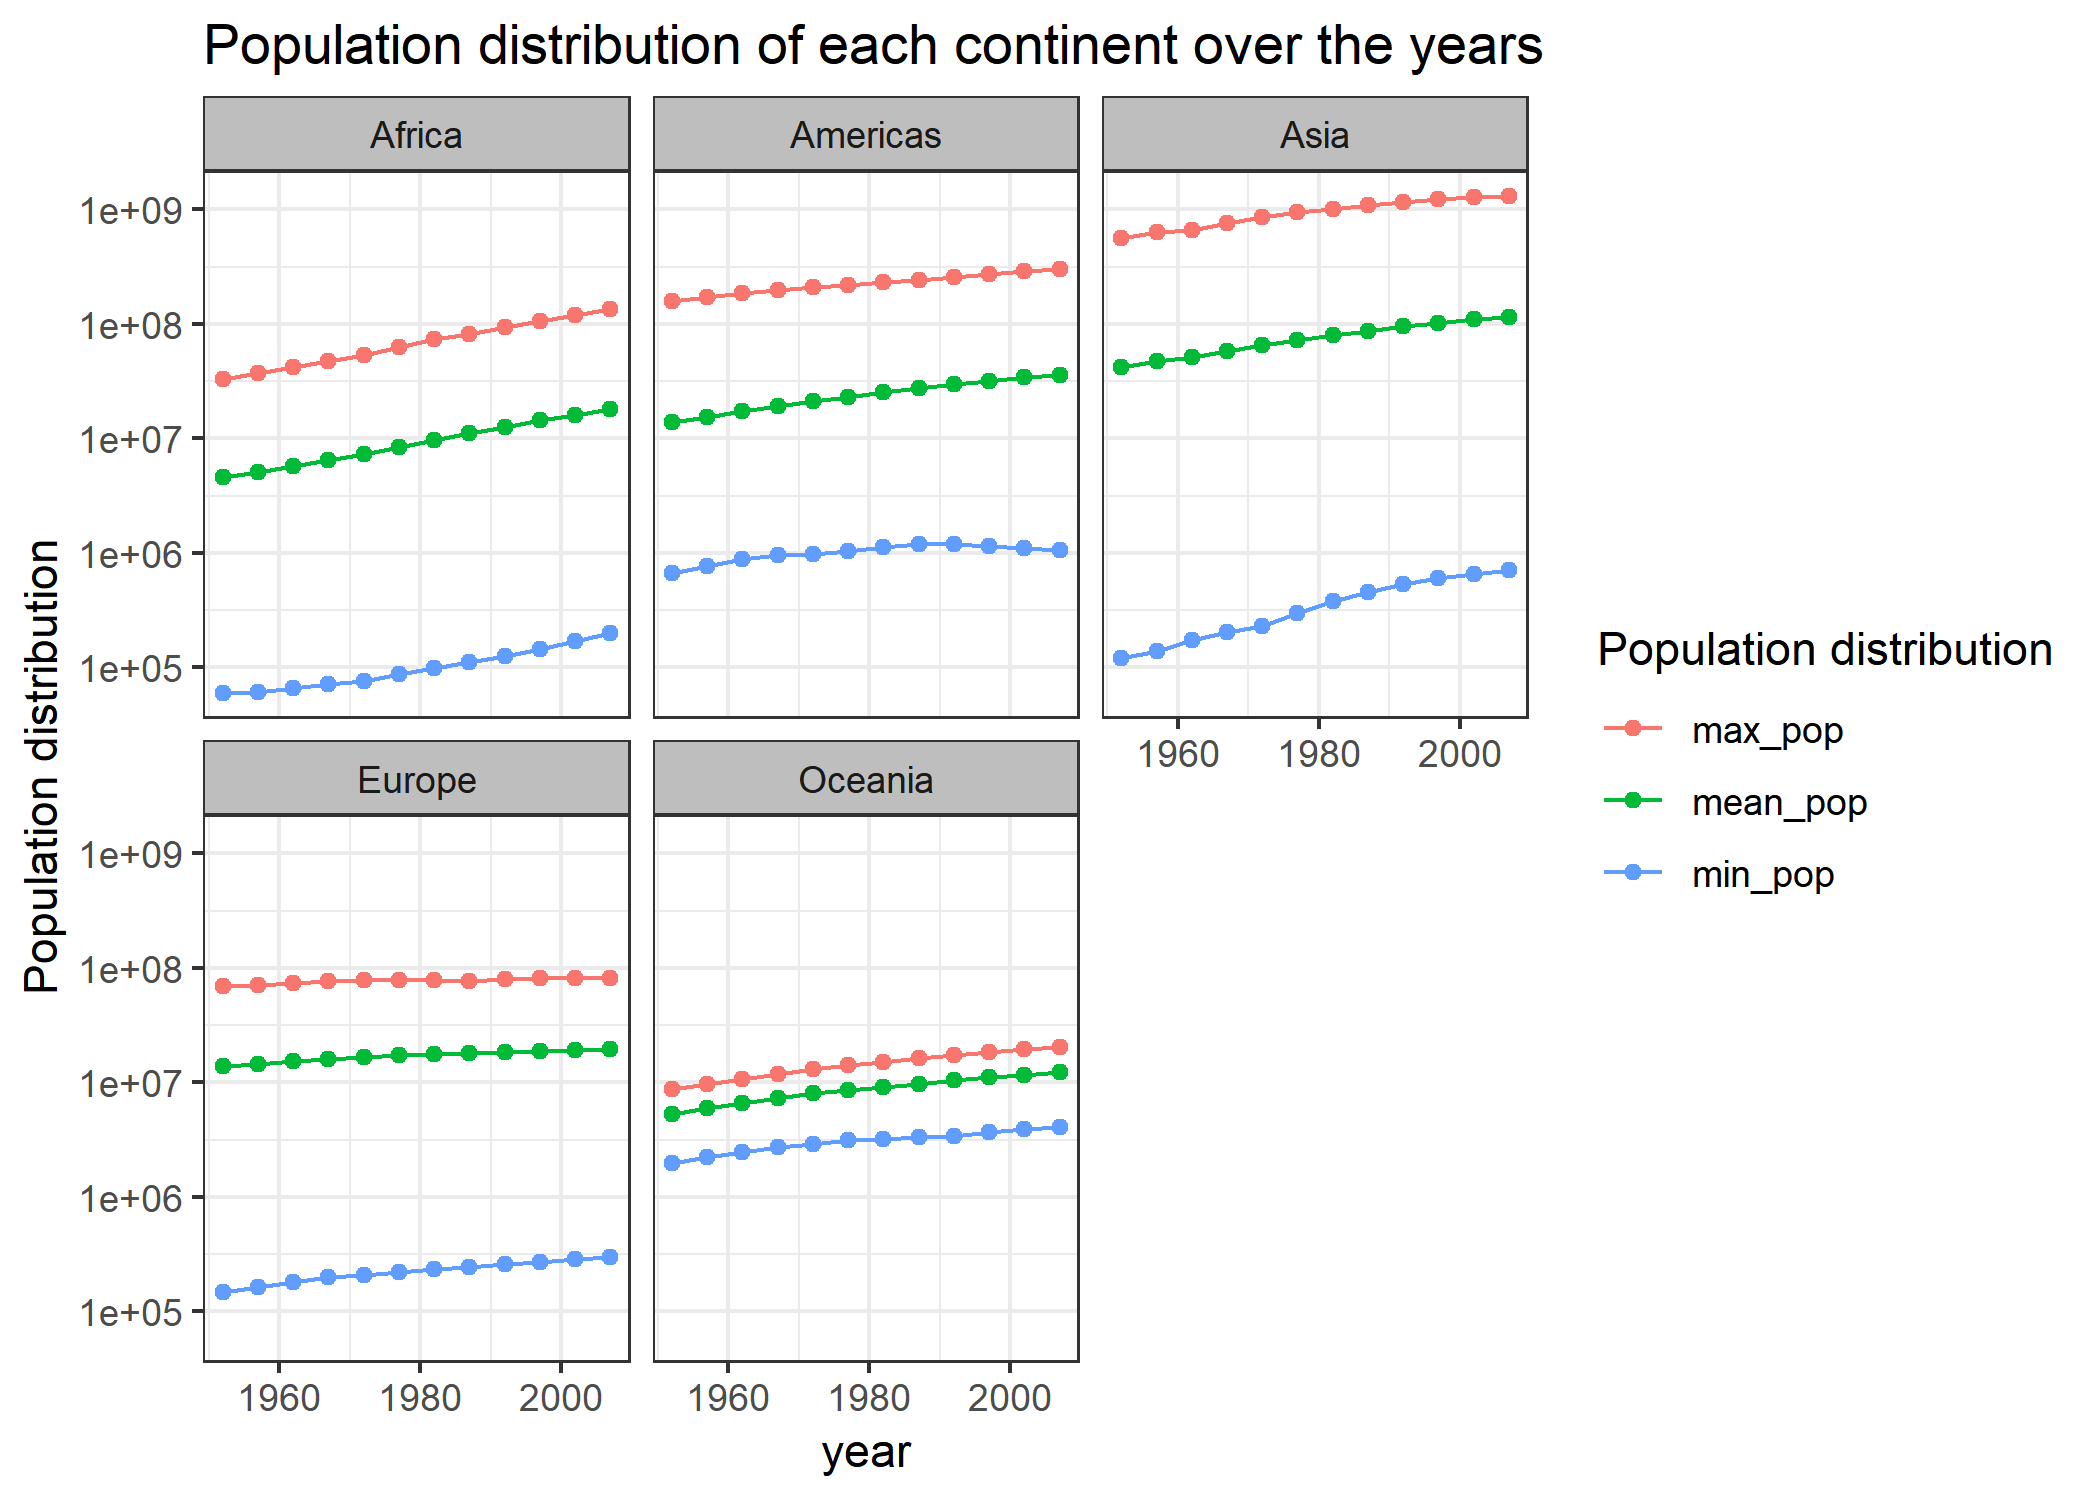 Population distribution of each continent over the years
Africa
Americas
Asia
1e+09
1e+08
1e+07
1e+06
1e+05
1960 1980 2000
Europe
Oceania
1e+09
1e+08
1e+07
1e+06
1e+05
1960 1980 2000
1960 1980 2000
year
Population distribution
Population distribution
max_pop
mean_pop
min_pop